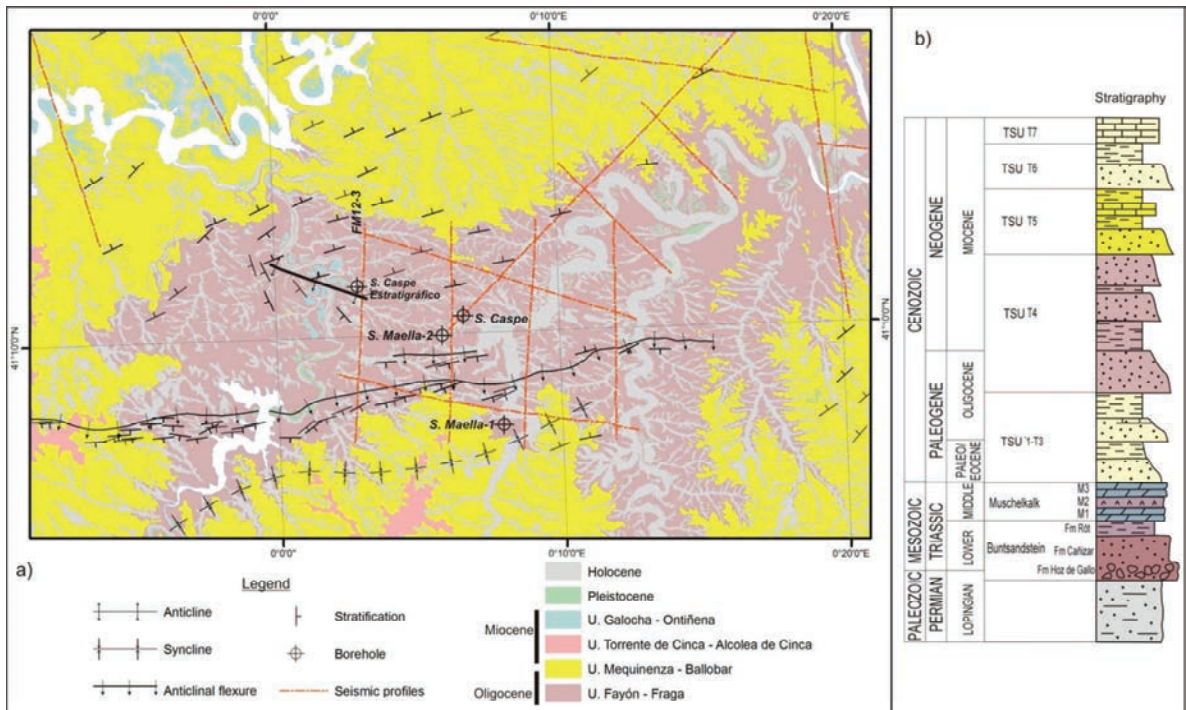 0°0'0"E 0°10'0"E 0°20'0"E
FM12-3
S. Caspe
Estratigráfico
S. Caspe
S. Maella-2
S. Maella-1
41°10'0"N
41°10'0"N
0°0'0"E 0°10'0"E 0°20'0"E
a)
Legend
Anticline
Syncline
Anticlinal flexure
Stratification
Borehole
Seismic profiles
Miocene
Oligocene
Holocene
Pleistocene
U. Galocha - Ontiñena
U. Torrente de Cinca - Alcolea de Cinca
U. Mequinenza - Ballobar
U. Fayón - Fraga
b)
Stratigraphy
CENOZOIC
NEOGENE
MIOCENE
TSU T7
TSU T6
TSU T5
TSU T4
PALEOGENE
OLIGOCENE
PALEO/
EOCENE
TSU '1-T3
MESOZOIC
TRIASSIC
MIDDLE
Muschelkalk
M3
M2
M1
LOWER
Buntsandstein
Fm Röt
Fm Cañizar
Fm Hoz de Gallo
PALECZOIC
PERMIAN
LOPINGIAN